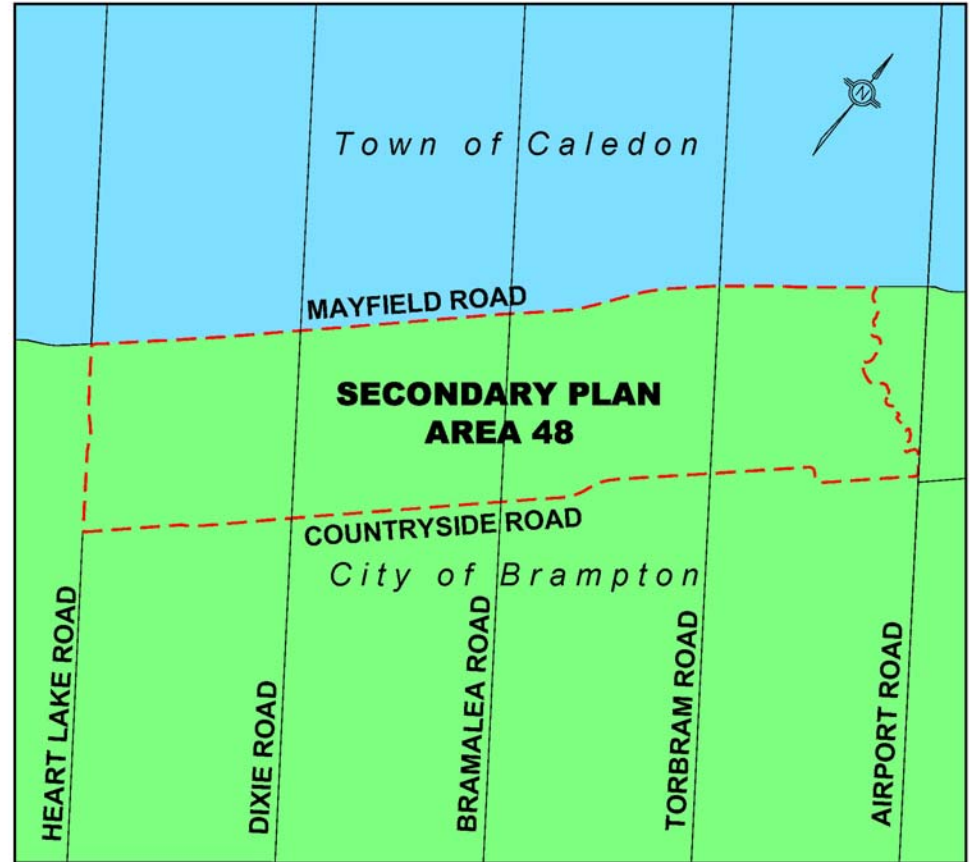 N
Town of Caledon
MAYFIELD ROAD
SECONDARY PLAN
AREA 48
COUNTRYSIDE ROAD
City of Brampton
HEART LAKE ROAD
DIXIE ROAD
BRAMALEA ROAD
TORBRAM ROAD
AIRPORT ROAD